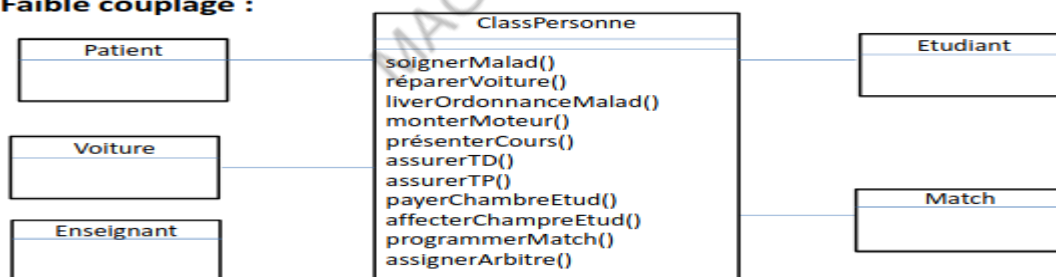 Faible couplage :
ClassPersonne
Patient
Etudiant
soignerMalad()
réparerVoiture()
liverOrdonnanceMalad()
monterMoteur()
présenterCours()
Voiture
assurerTD()
assurerTP()
payerChambreEtud()
Match
affecterChampreEtud()
Enseignant
programmerMatch()
assignerArbitre()